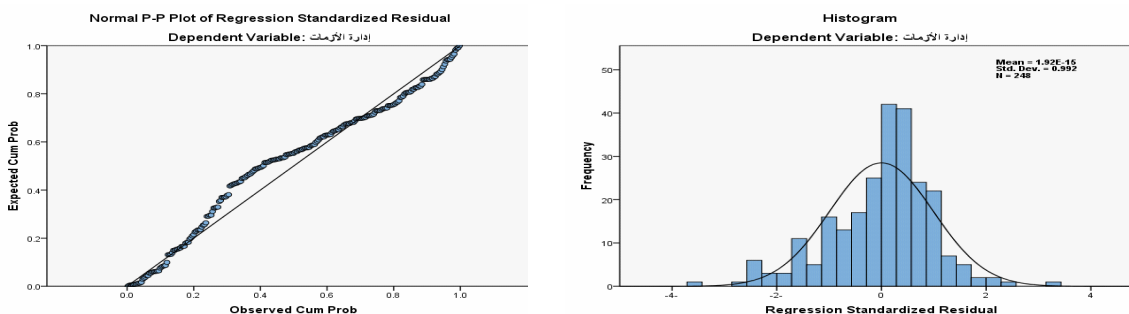 Normal P-P Plot of Regression Standardized Residual
Dependent Variable: إدارة الأزمات
Expected Cum Prob
1.0
0.8
0.6
0.4
0.2
0.0
0.0 0.2 0.4 0.6 0.8 1.0
Observed Cum Prob
Histogram
Dependent Variable: إدارة الأزمات
Mean = 1.92E-15
Std. Dev. = 0.992
N = 248
Frequency
50
40
30
20
10
0
4- 2- 0 2 4
Regression Standardized Residual